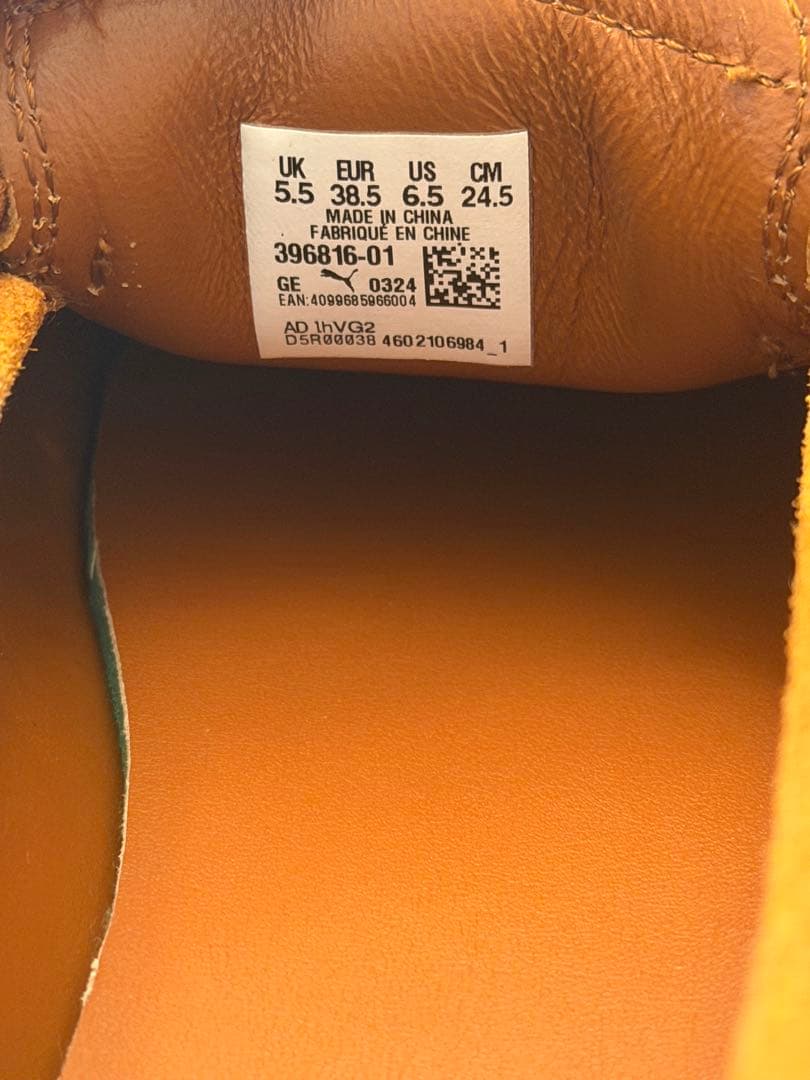 UK EUR US CM
5.5 38.5 6.5 24.5
MADE IN CHINA
FABRIQUÉ EN CHINE
396816-01
GE 0324
EAN:4099685966004
AD 1hVG2
D5R00038 4602106984_1